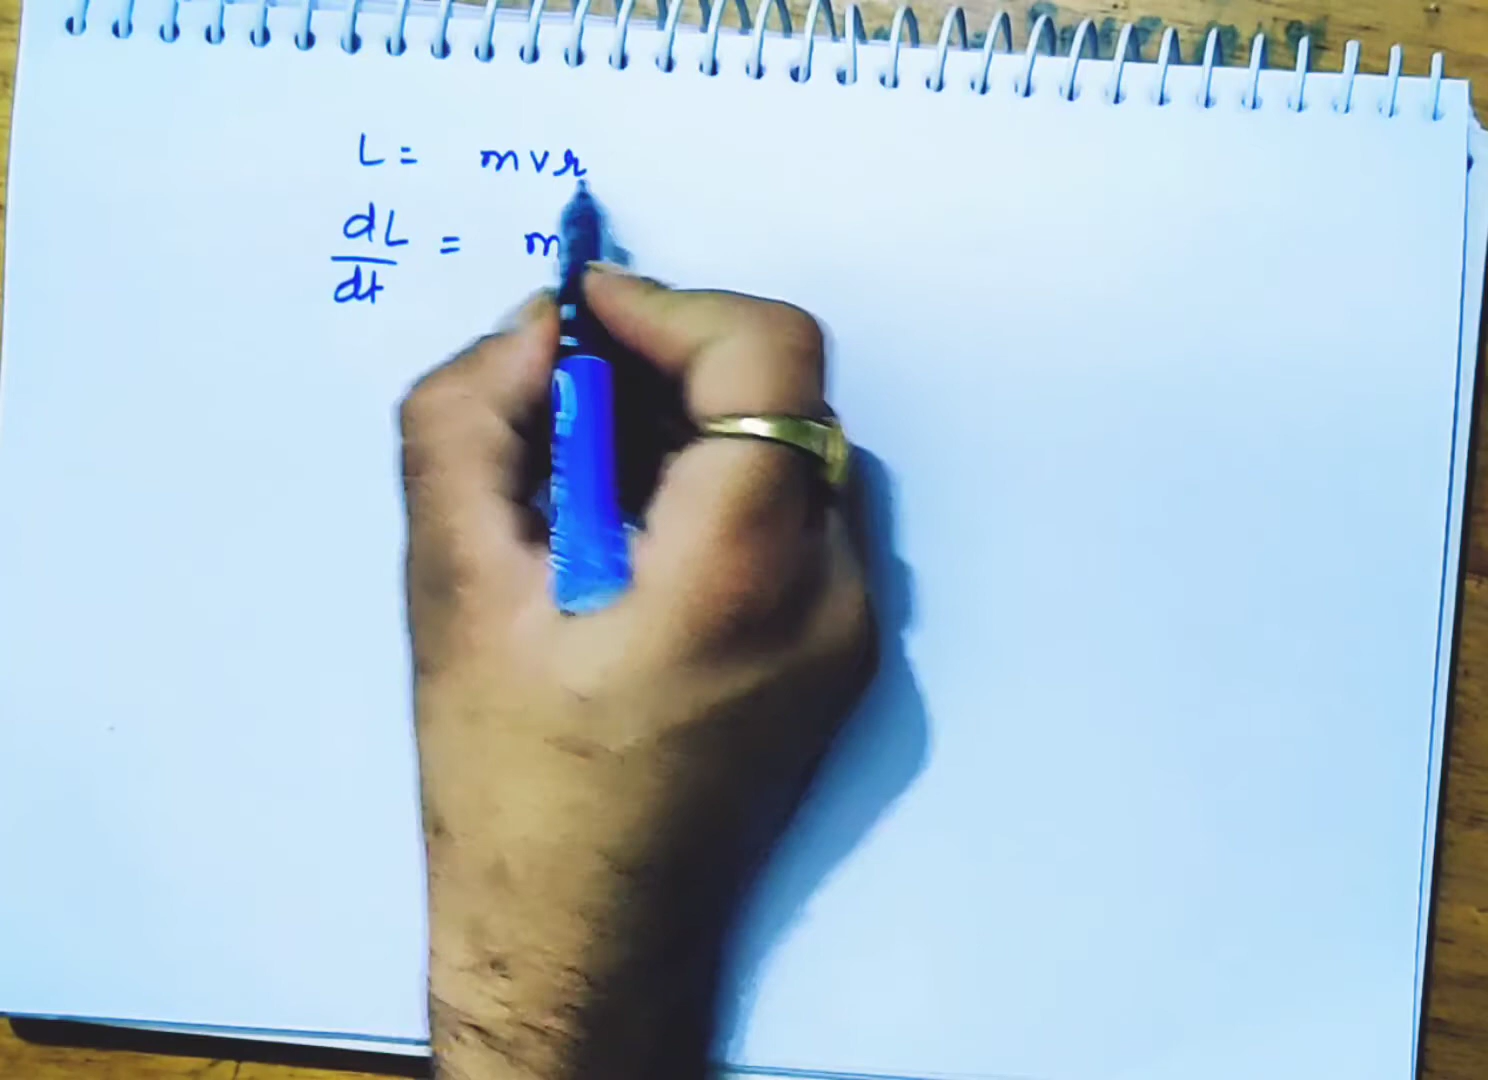 L = mvr
dL/dt = m